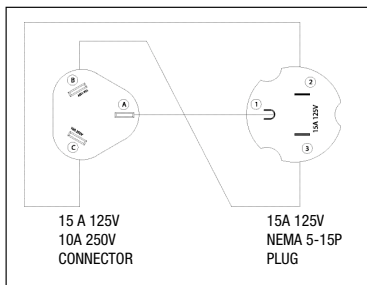 B
A
C
1
2
15A 125V
3
15 A 125V
10A 250V
CONNECTOR
15A 125V
NEMA 5-15P
PLUG